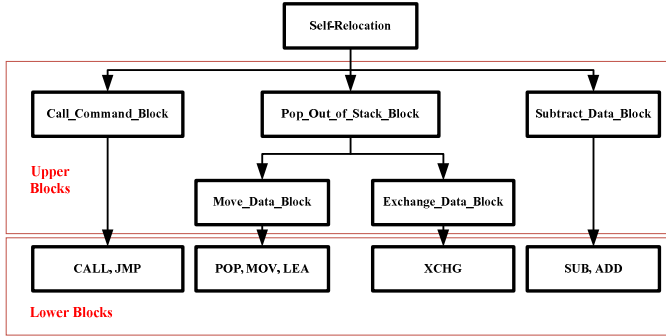 Self-Relocation
Call_Command_Block
Pop_Out_of_Stack_Block
Subtract_Data_Block
Upper
Blocks
Move_Data_Block
Exchange_Data_Block
CALL, JMP
POP, MOV, LEA
XCHG
SUB, ADD
Lower Blocks